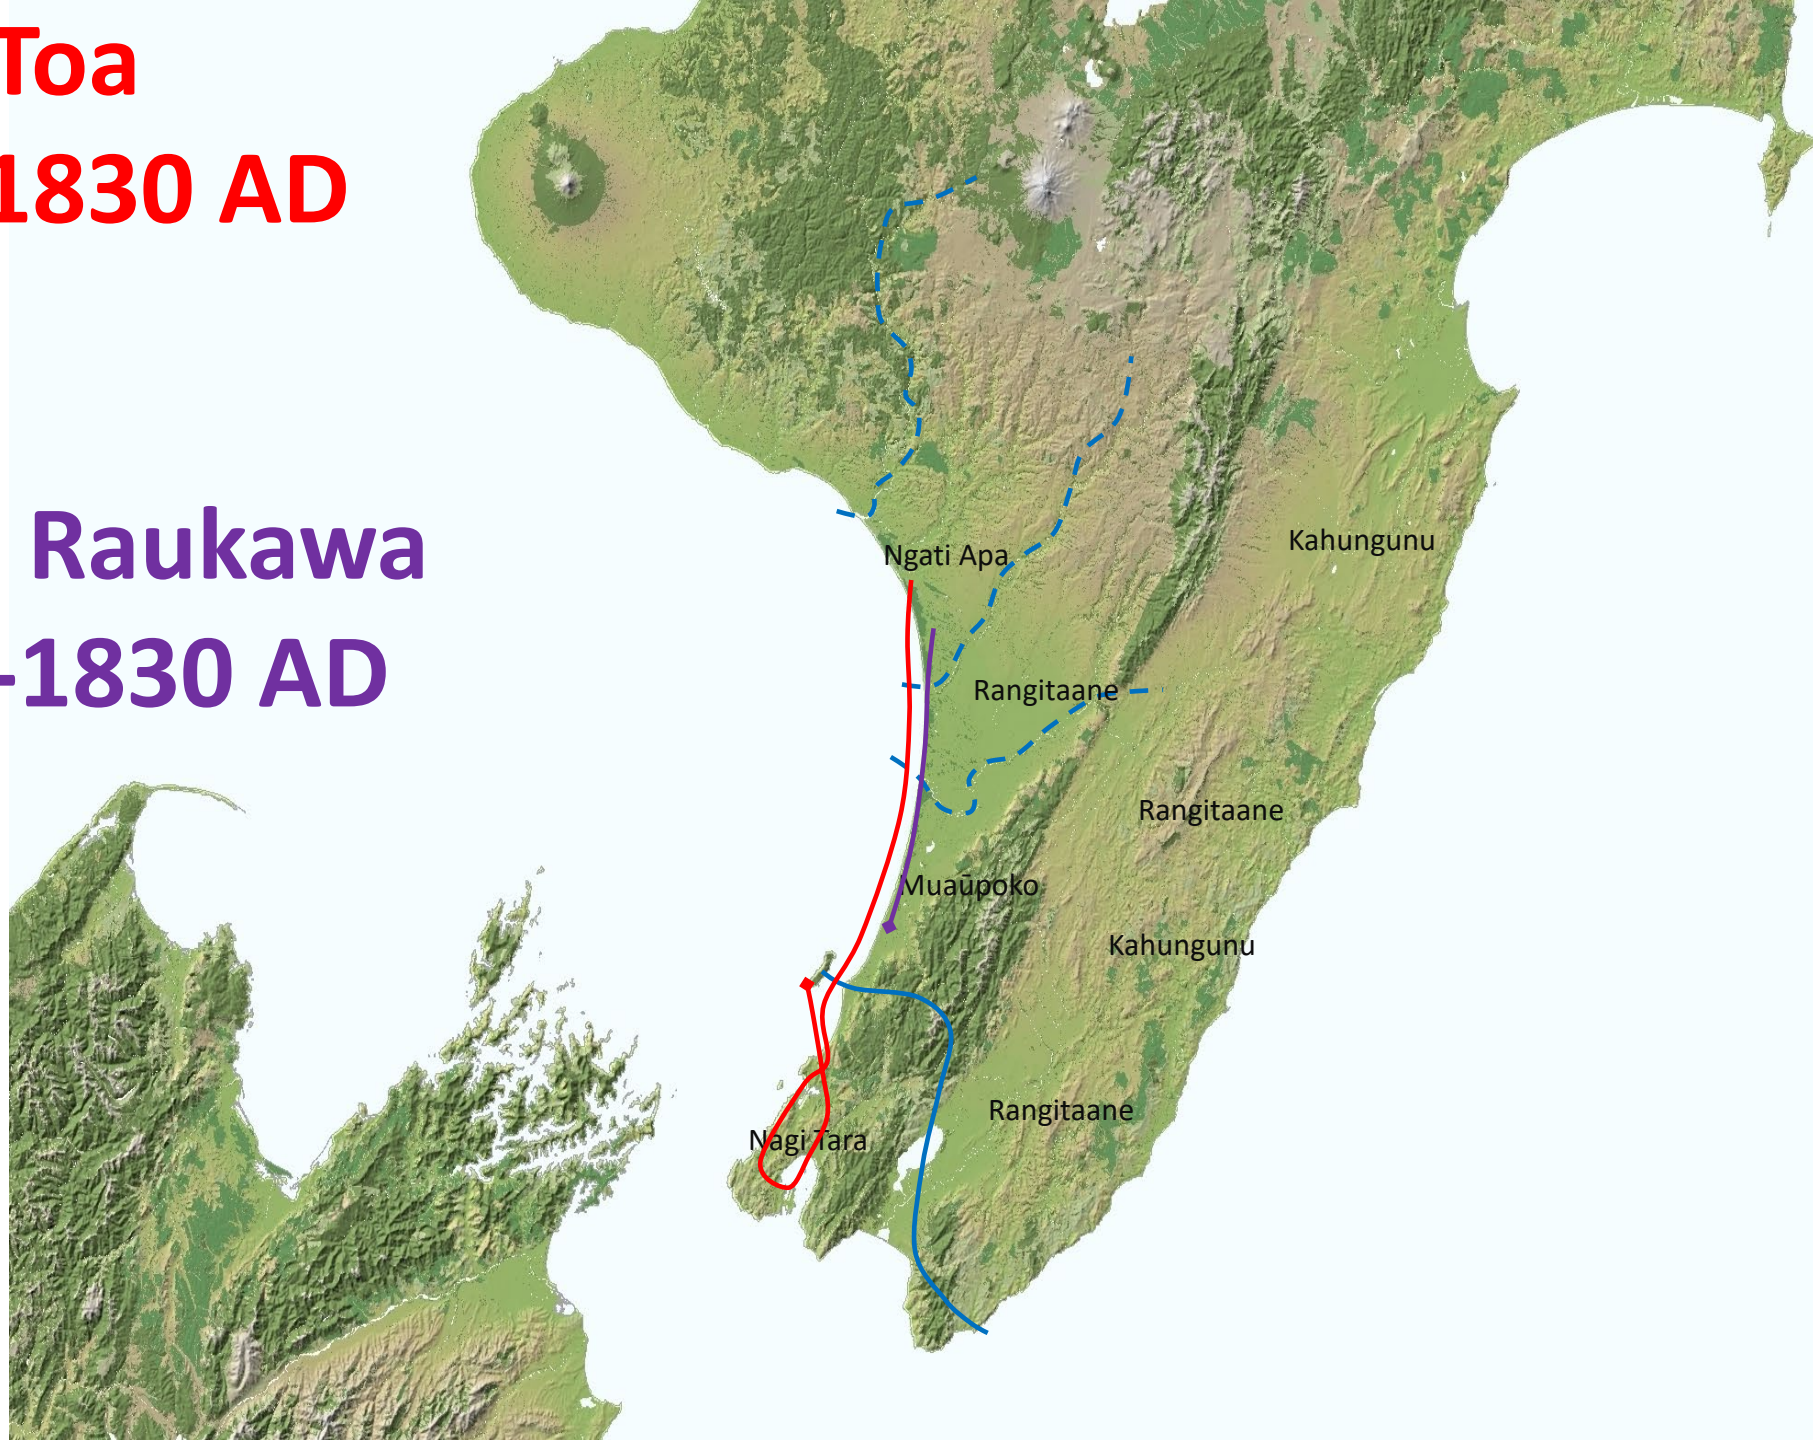 Toa
1830 AD
Raukawa
-1830 AD
Ngati Apa
Kahungunu
Rangitaane
Rangitaane
Muaūpoko
Kahungunu
Rangitaane
Nagi Tara